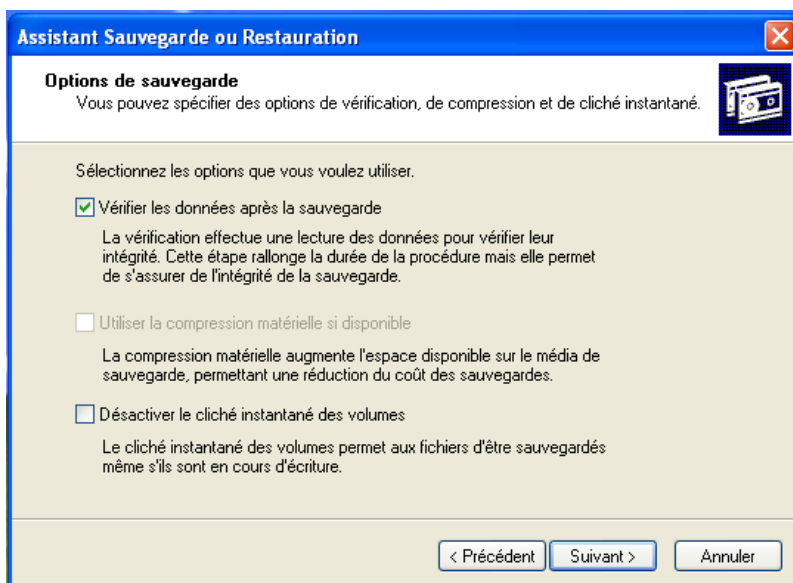 Assistant Sauvegarde ou Restauration
Options de sauvegarde
Vous pouvez spécifier des options de vérification, de compression et de cliché instantané.
Sélectionnez les options que vous voulez utiliser.
Vérifier les données après la sauvegarde
La vérification effectue une lecture des données pour vérifier leur
intégrité. Cette étape rallonge la durée de la procédure mais elle permet
de s'assurer de l'intégrité de la sauvegarde.
Utiliser la compression matérielle si disponible
La compression matérielle augmente l'espace disponible sur le média de
sauvegarde, permettant une réduction du coût des sauvegardes.
Désactiver le cliché instantané des volumes
Le cliché instantané des volumes permet aux fichiers d'être sauvegardés
même s'ils sont en cours d'écriture.
< Précédent Suivant > Annuler